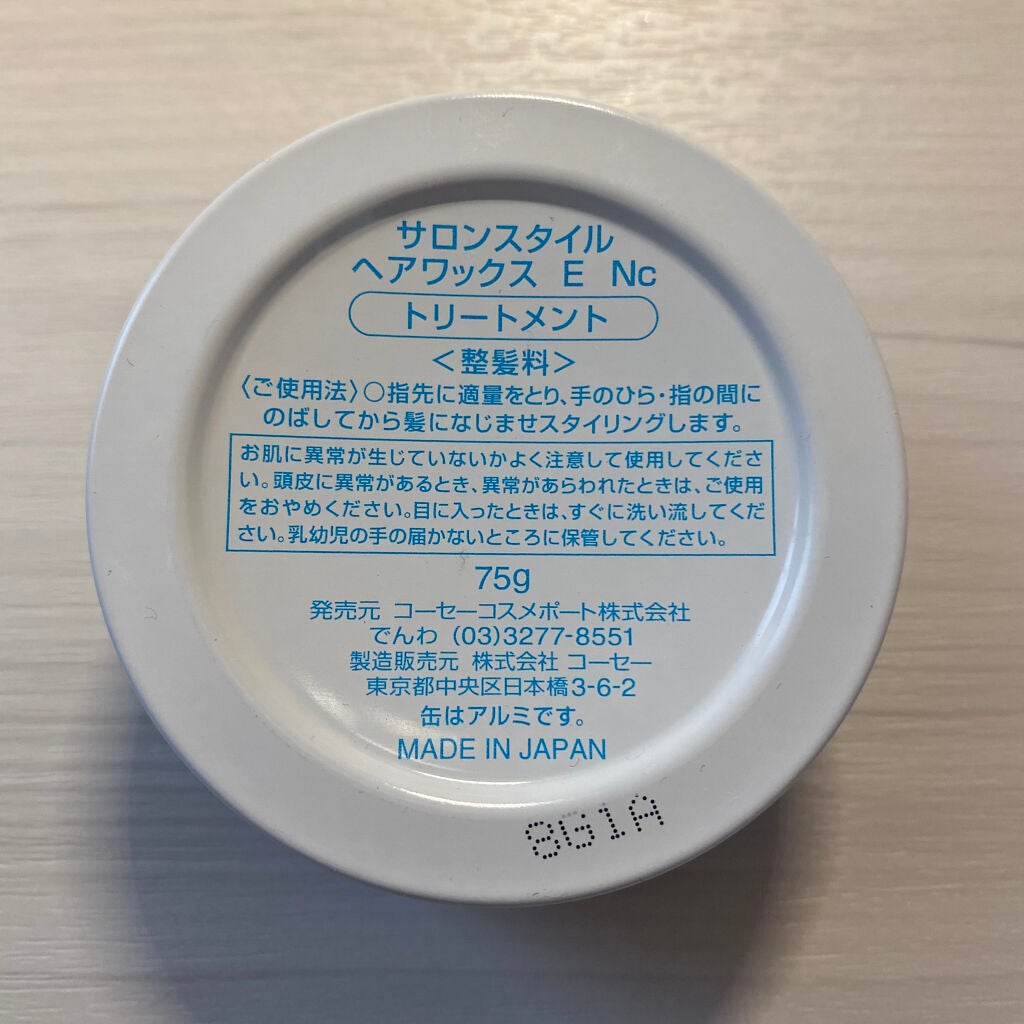 サロンスタイル
ヘアワックス E Nc
トリートメント
<整髪料>
〈ご使用法〉○指先に適量をとり、手のひら・指の間に
のばしてから髪になじませスタイリングします。
お肌に異常が生じていないかよく注意して使用してくださ
い。頭皮に異常があるとき、異常があらわれたときは、ご使用
をおやめください。目に入ったときは、すぐに洗い流してくだ
さい。乳幼児の手の届かないところに保管してください。
75g
発売元 コーセーコスメポート株式会社
でんわ (03)3277-8551
製造販売元 株式会社 コーセー
東京都中央区日本橋3-6-2
缶はアルミです。
MADE IN JAPAN
8G1A